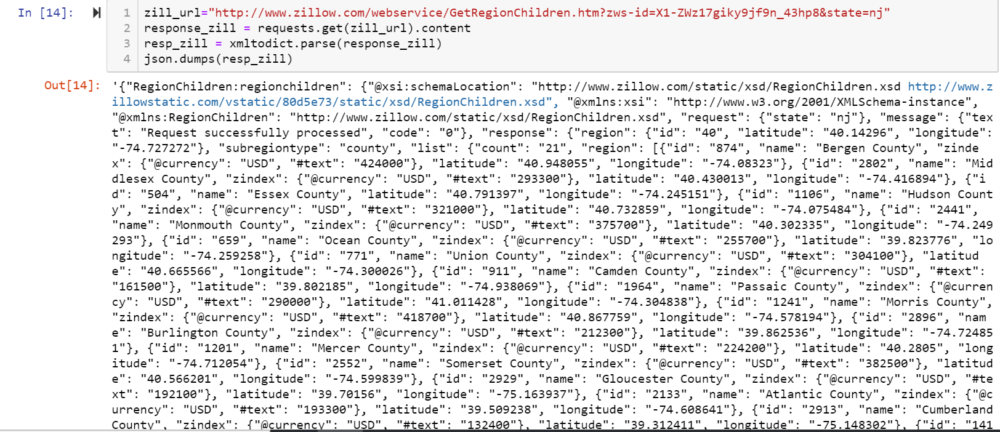 In [14]:
1 zill_url="http://www.zillow.com/webservice/GetRegionChildren.htm?zws-id=X1-ZWz17giky9jf9n_43hp8&state=nj"
2 response_zill = requests.get(zill_url).content
3 resp_zill = xmltodict.parse(response_zill)
4 json.dumps(resp_zill)
Out[14]:
'{"RegionChildren:regionchildren": {"@xsi:schemaLocation": "http://www.zillow.com/static/xsd/RegionChildren.xsd http://www.z
illowstatic.com/vstatic/80d5e73/static/xsd/RegionChildren.xsd", "@xmlns:xsi": "http://www.w3.org/2001/XMLSchema-instance",
"@xmlns:RegionChildren": "http://www.zillow.com/static/xsd/RegionChildren.xsd", "request": {"state": "nj"}, "message": {"tex
t": "Request successfully processed", "code": "0"}, "response": {"region": {"id": "40", "latitude": "40.14296", "longitude":
"-74.727272"}, "subregiontype": "county", "list": {"count": "21", "region": [{"id": "874", "name": "Bergen County", "zinde
x": {"@currency": "USD", "#text": "424000"}, "latitude": "40.948055", "longitude": "-74.08323"}, {"id": "2802", "name": "Mid
dlesex County", "zindex": {"@currency": "USD", "#text": "293300"}, "latitude": "40.430013", "longitude": "-74.416894"}, {"i
d": "504", "name": "Essex County", "latitude": "40.791397", "longitude": "-74.245151"}, {"id": "1106", "name": "Hudson Count
y", "zindex": {"@currency": "USD", "#text": "321000"}, "latitude": "40.732859", "longitude": "-74.075484"}, {"id": "2441",
"name": "Monmouth County", "zindex": {"@currency": "USD", "#text": "375700"}, "latitude": "40.302335", "longitude": "-74.249
293"}, {"id": "659", "name": "Ocean County", "zindex": {"@currency": "USD", "#text": "255700"}, "latitude": "39.823776", "lo
ngitude": "-74.259258"}, {"id": "771", "name": "Union County", "zindex": {"@currency": "USD", "#text": "304100"}, "latitud
e": "40.665566", "longitude": "-74.300026"}, {"id": "911", "name": "Camden County", "zindex": {"@currency": "USD", "#text":
"161500"}, "latitude": "39.802185", "longitude": "-74.938069"}, {"id": "1964", "name": "Passaic County", "zindex": {"@curren
cy": "USD", "#text": "290000"}, "latitude": "41.011428", "longitude": "-74.304838"}, {"id": "1241", "name": "Morris County",
"zindex": {"@currency": "USD", "#text": "418700"}, "latitude": "40.867759", "longitude": "-74.578194"}, {"id": "2896", "nam
e": "Burlington County", "zindex": {"@currency": "USD", "#text": "212300"}, "latitude": "39.862536", "longitude": "-74.72485
1"}, {"id": "1201", "name": "Mercer County", "zindex": {"@currency": "USD", "#text": "224200"}, "latitude": "40.2805", "long
itude": "-74.712054"}, {"id": "2552", "name": "Somerset County", "zindex": {"@currency": "USD", "#text": "382500"}, "latitud
e": "40.566201", "longitude": "-74.599839"}, {"id": "2929", "name": "Gloucester County", "zindex": {"@currency": "USD", "#te
xt": "192100"}, "latitude": "39.70156", "longitude": "-75.163937"}, {"id": "2133", "name": "Atlantic County", "zindex": {"@c
urrency": "USD", "#text": "193300"}, "latitude": "39.509238", "longitude": "-74.608641"}, {"id": "2913", "name": "Cumberland
County", "zindex": {"@currency": "USD", "#text": "132400"}, "latitude": "39.312411", "longitude": "-75.148302"}, {"id": "141